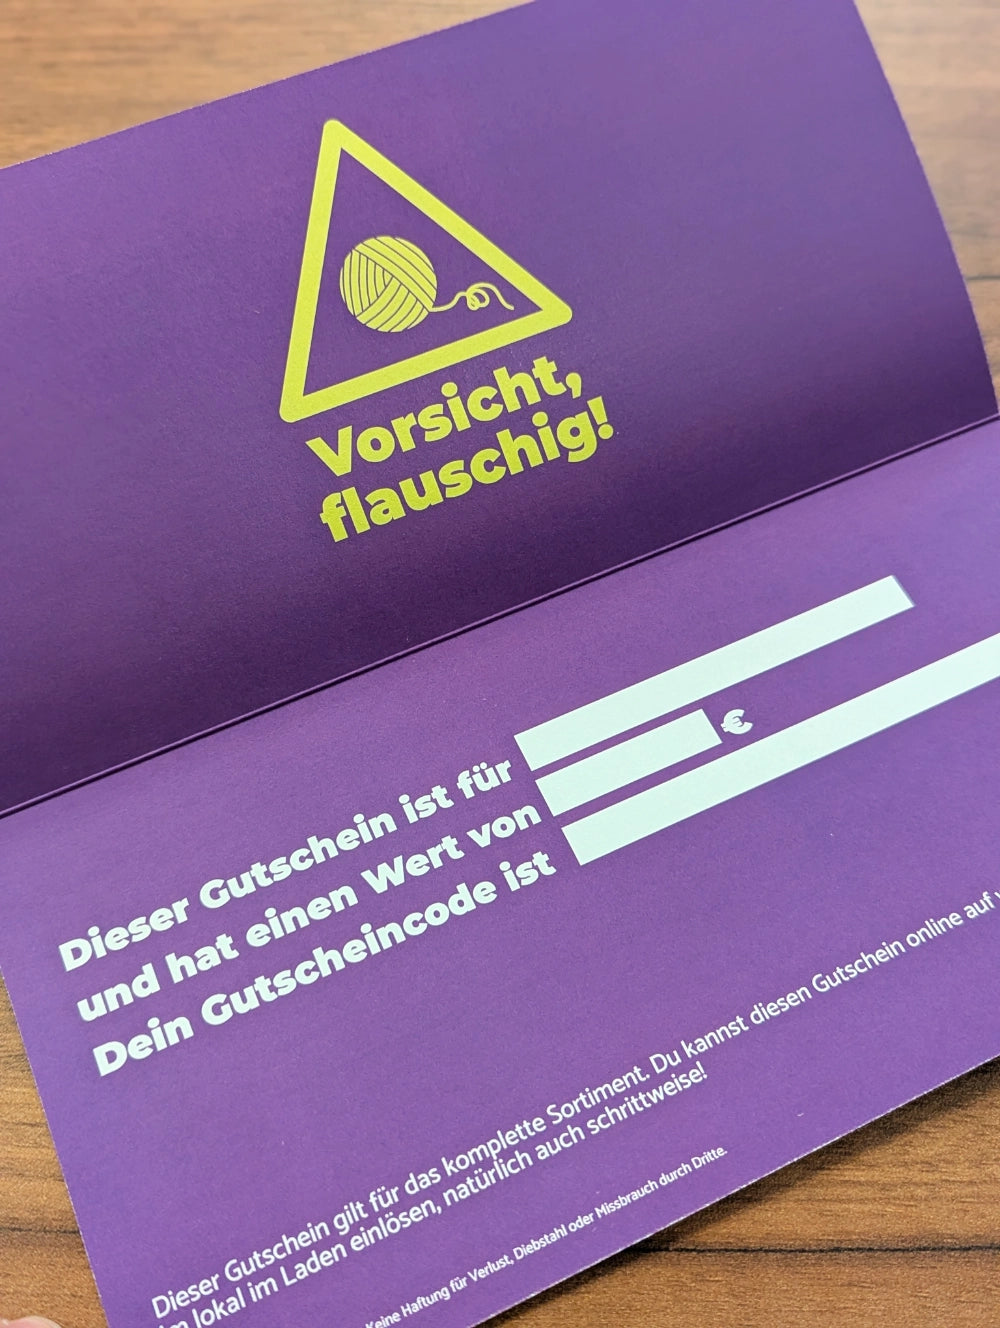 Vorsicht,
flauschig!
Dieser Gutschein ist für
und hat einen Wert von €
Dein Gutscheincode ist
Dieser Gutschein gilt für das komplette Sortiment. Du kannst diesen Gutschein online auf
lokal im Laden einlösen, natürlich auch schrittweise!
Keine Haftung für Verlust, Diebstahl oder Missbrauch durch Dritte.